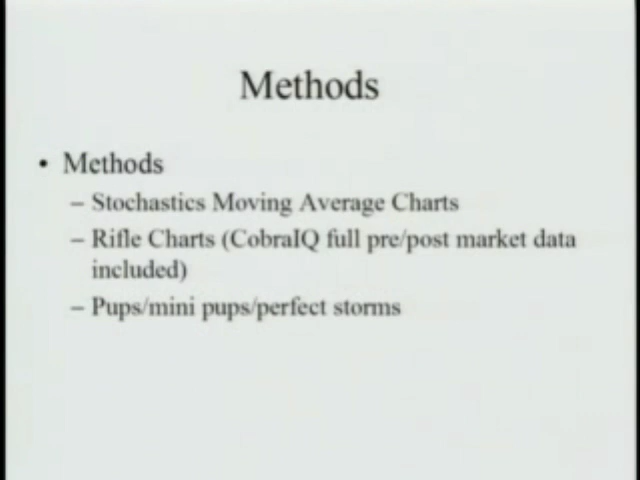 Methods
• Methods
– Stochastics Moving Average Charts
– Rifle Charts (CobraIQ full pre/post market data
included)
– Pups/mini pups/perfect storms